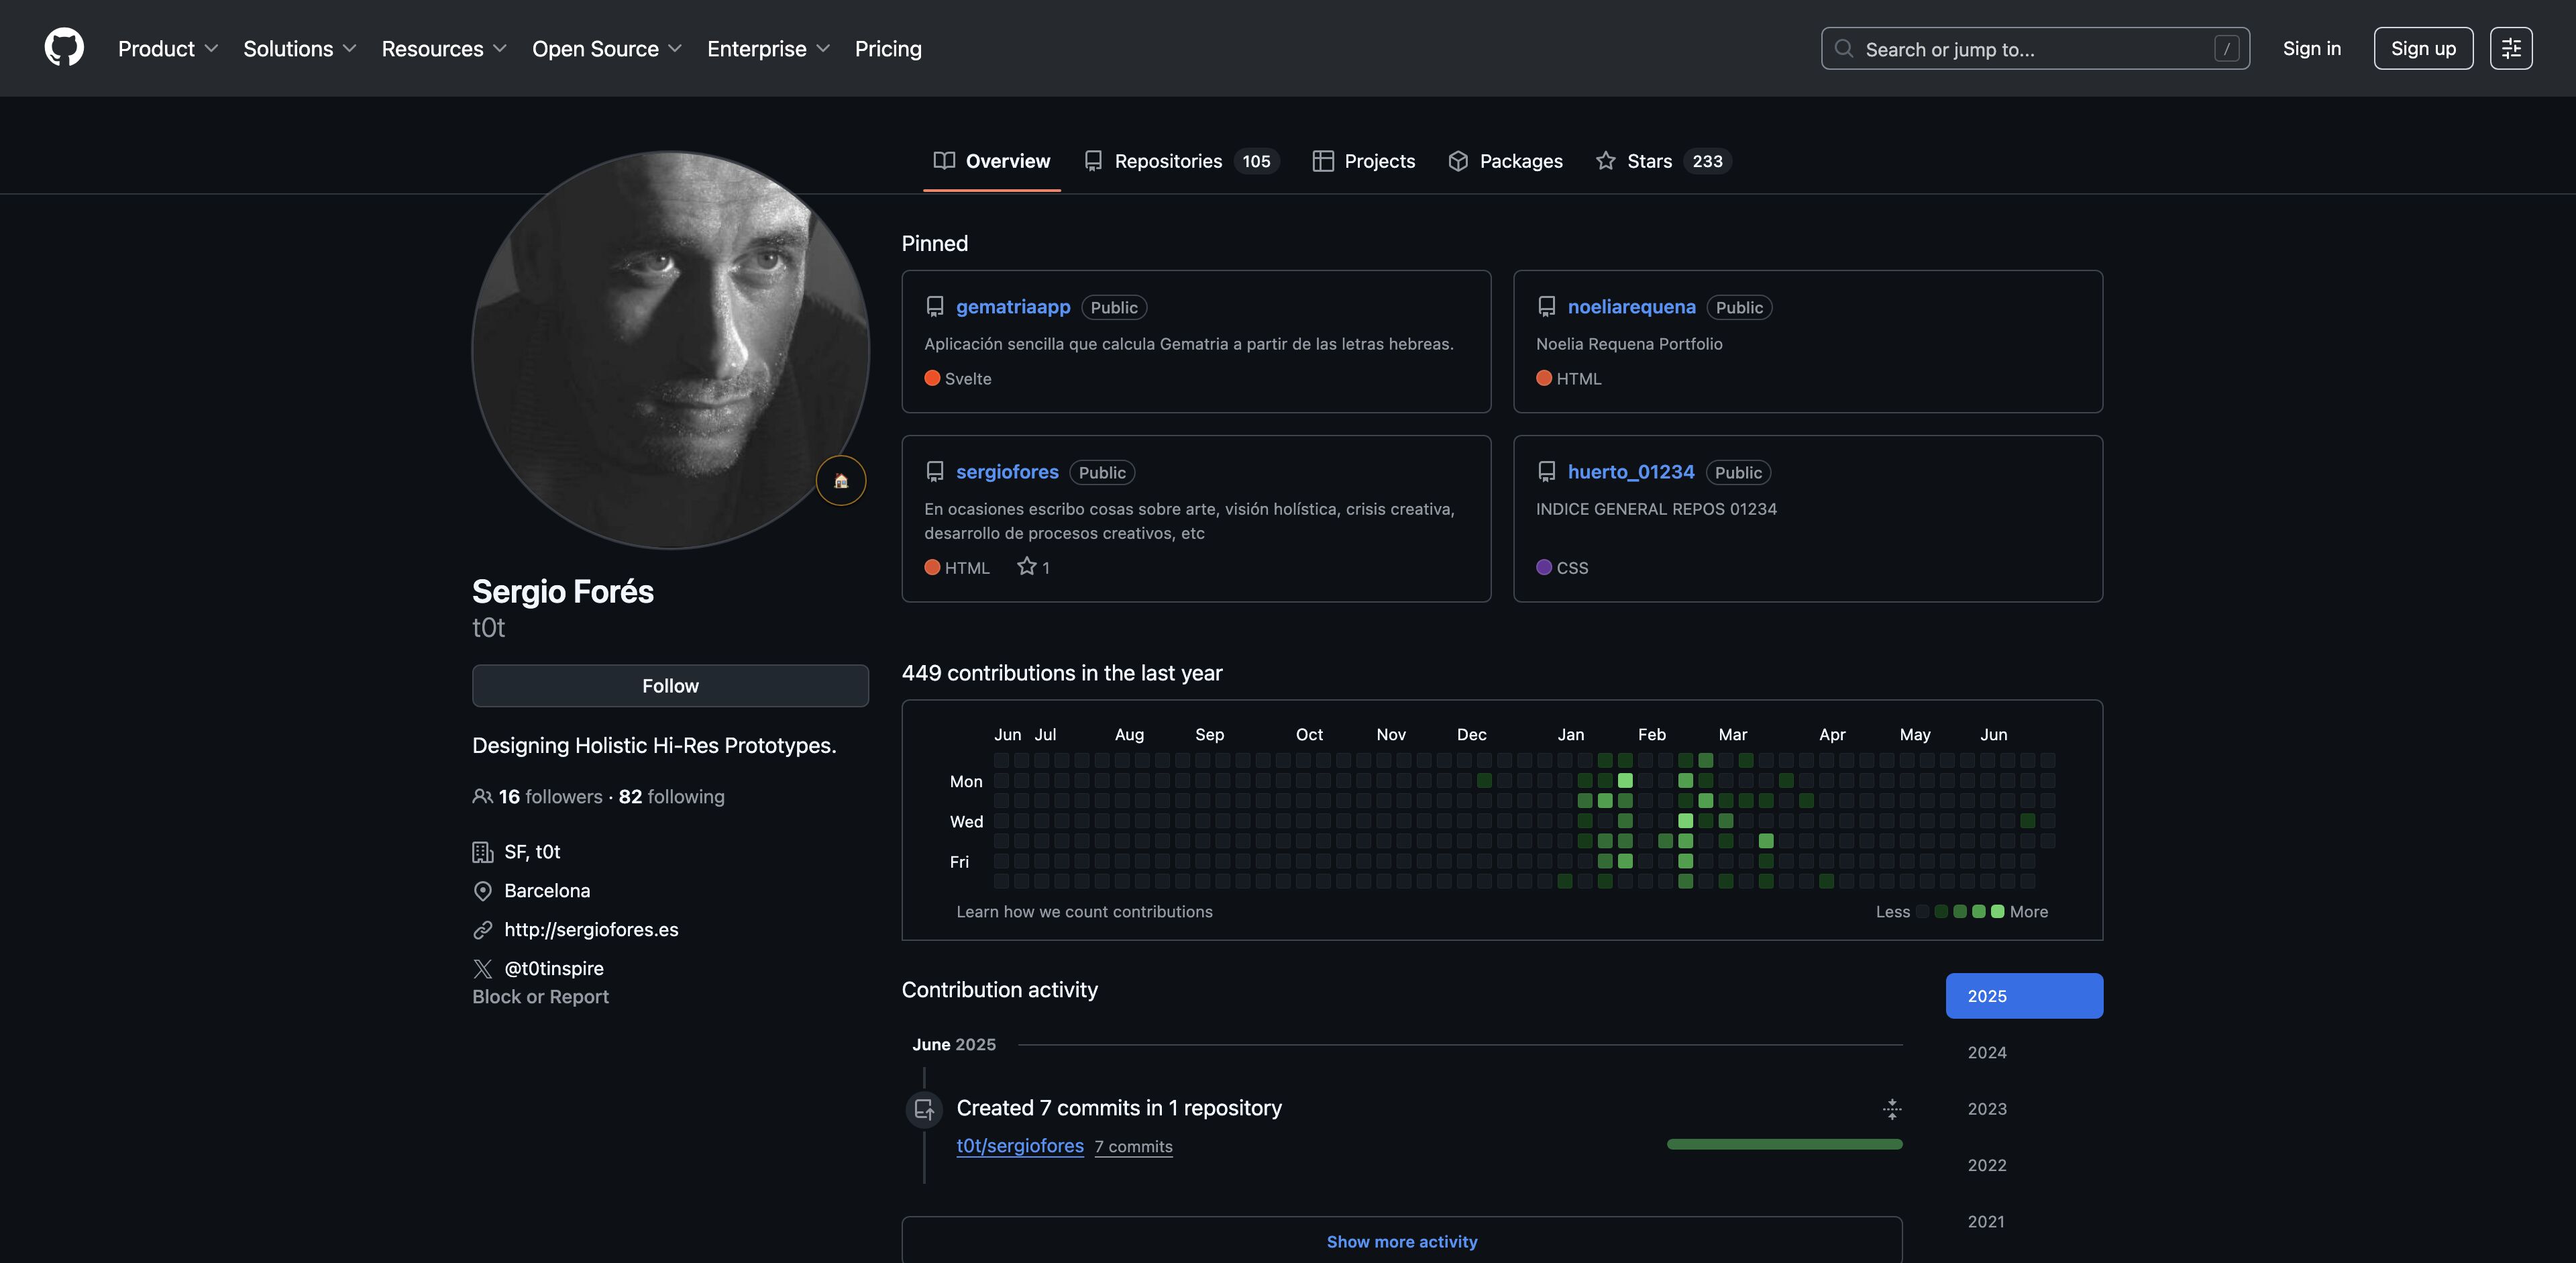 Product
Solutions
Resources
Open Source
Enterprise
Pricing
Search or jump to...
/
Sign in
Sign up
Overview
Repositories 105
Projects
Packages
Stars 233
Sergio Forés
t0t
Follow
Designing Holistic Hi-Res Prototypes.
16 followers · 82 following
SF, t0t
Barcelona
http://sergiofores.es
@t0tinspire
Block or Report
Pinned
gematriaapp Public
Aplicación sencilla que calcula Gematria a partir de las letras hebreas.
Svelte
noeliarequena Public
Noelia Requena Portfolio
HTML
sergiofores Public
En ocasiones escribo cosas sobre arte, visión holística, crisis creativa,
desarrollo de procesos creativos, etc
HTML 1
huerto_01234 Public
INDICE GENERAL REPOS 01234
CSS
449 contributions in the last year
Jun Jul Aug Sep Oct Nov Dec Jan Feb Mar Apr May Jun
Mon
Wed
Fri
Learn how we count contributions
Less More
Contribution activity
June 2025
Created 7 commits in 1 repository
t0t/sergiofores 7 commits
Show more activity
2025
2024
2023
2022
2021